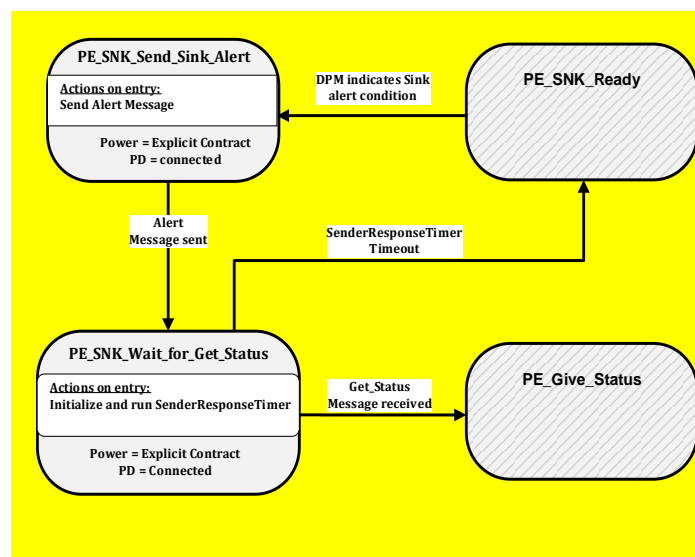 PE_SNK_Send_Sink_Alert
Actions on entry:
Send Alert Message
Power = Explicit Contract
PD = connected
DPM indicates Sink
alert condition
PE_SNK_Ready
Alert
Message sent
SenderResponseTimer
Timeout
PE_SNK_Wait_for_Get_Status
Actions on entry:
Initialize and run SenderResponseTimer
Power = Explicit Contract
PD = Connected
Get_Status
Message received
PE_Give_Status